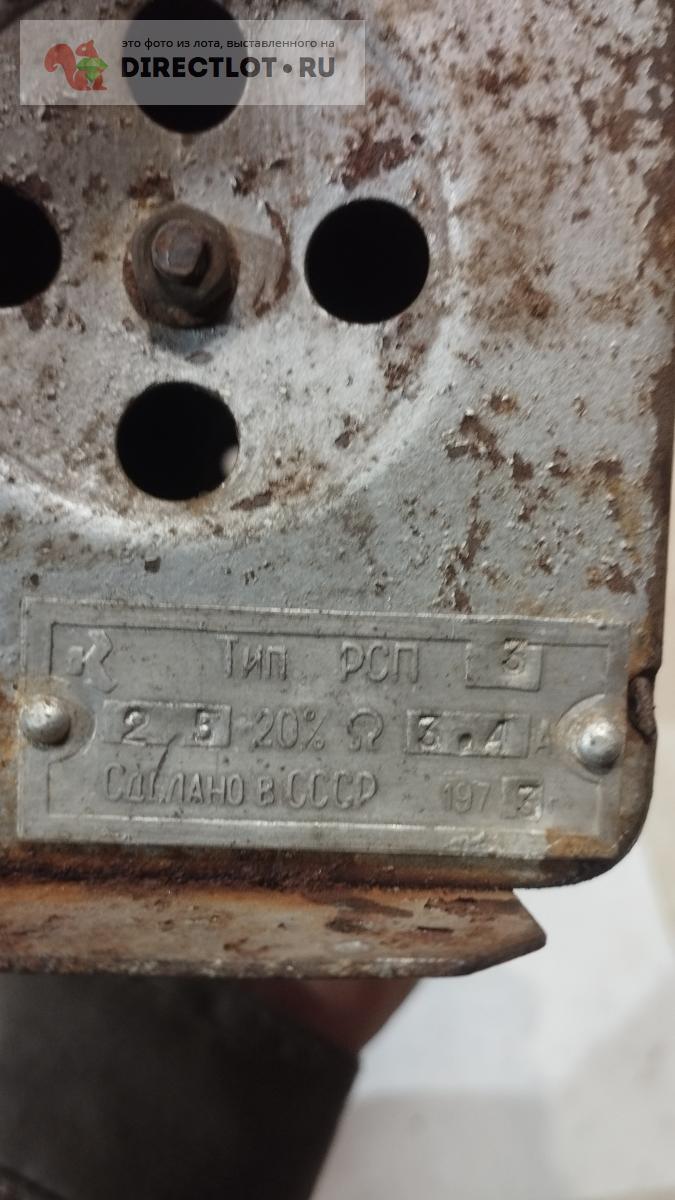 это фото из лота, выставленного на
DIRECTLOT•RU
Тип РСП 3
2 5 20% Ω 3.4 А
СДЕЛАНО В СССР 1973